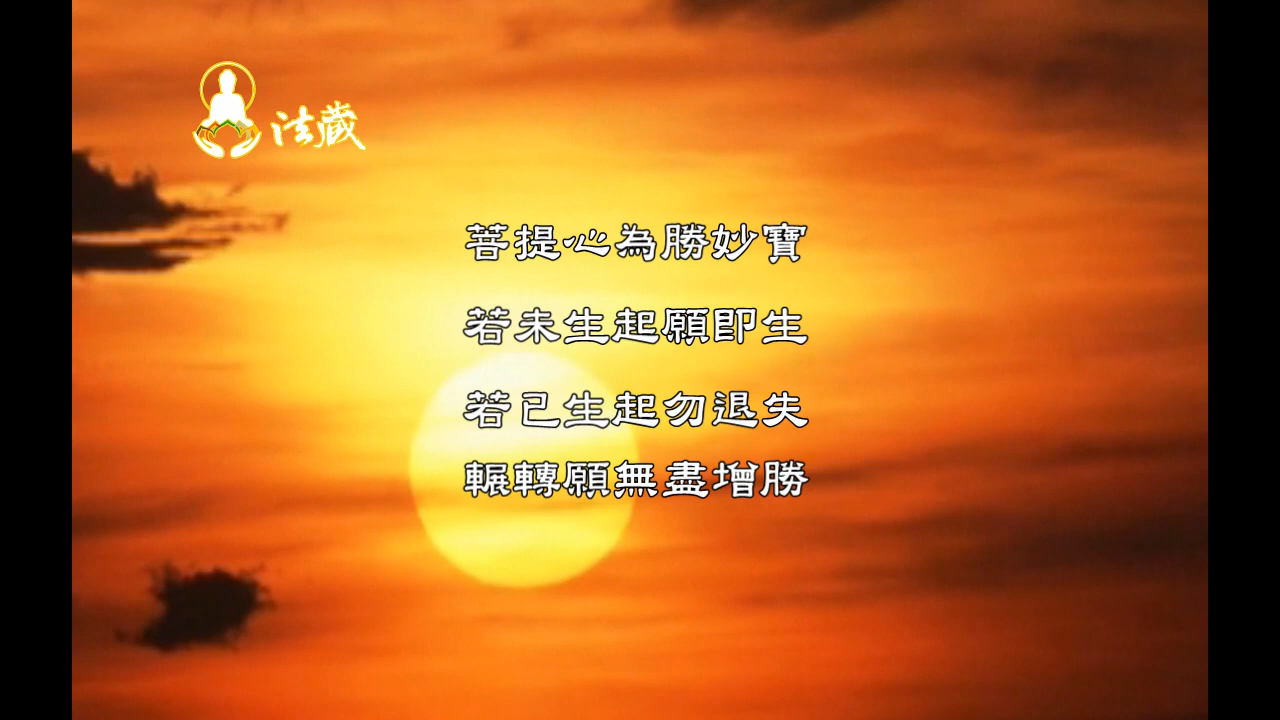 法藏
菩提心為勝妙寶
若未生起願即生
若已生起勿退失
輾轉願無盡增勝